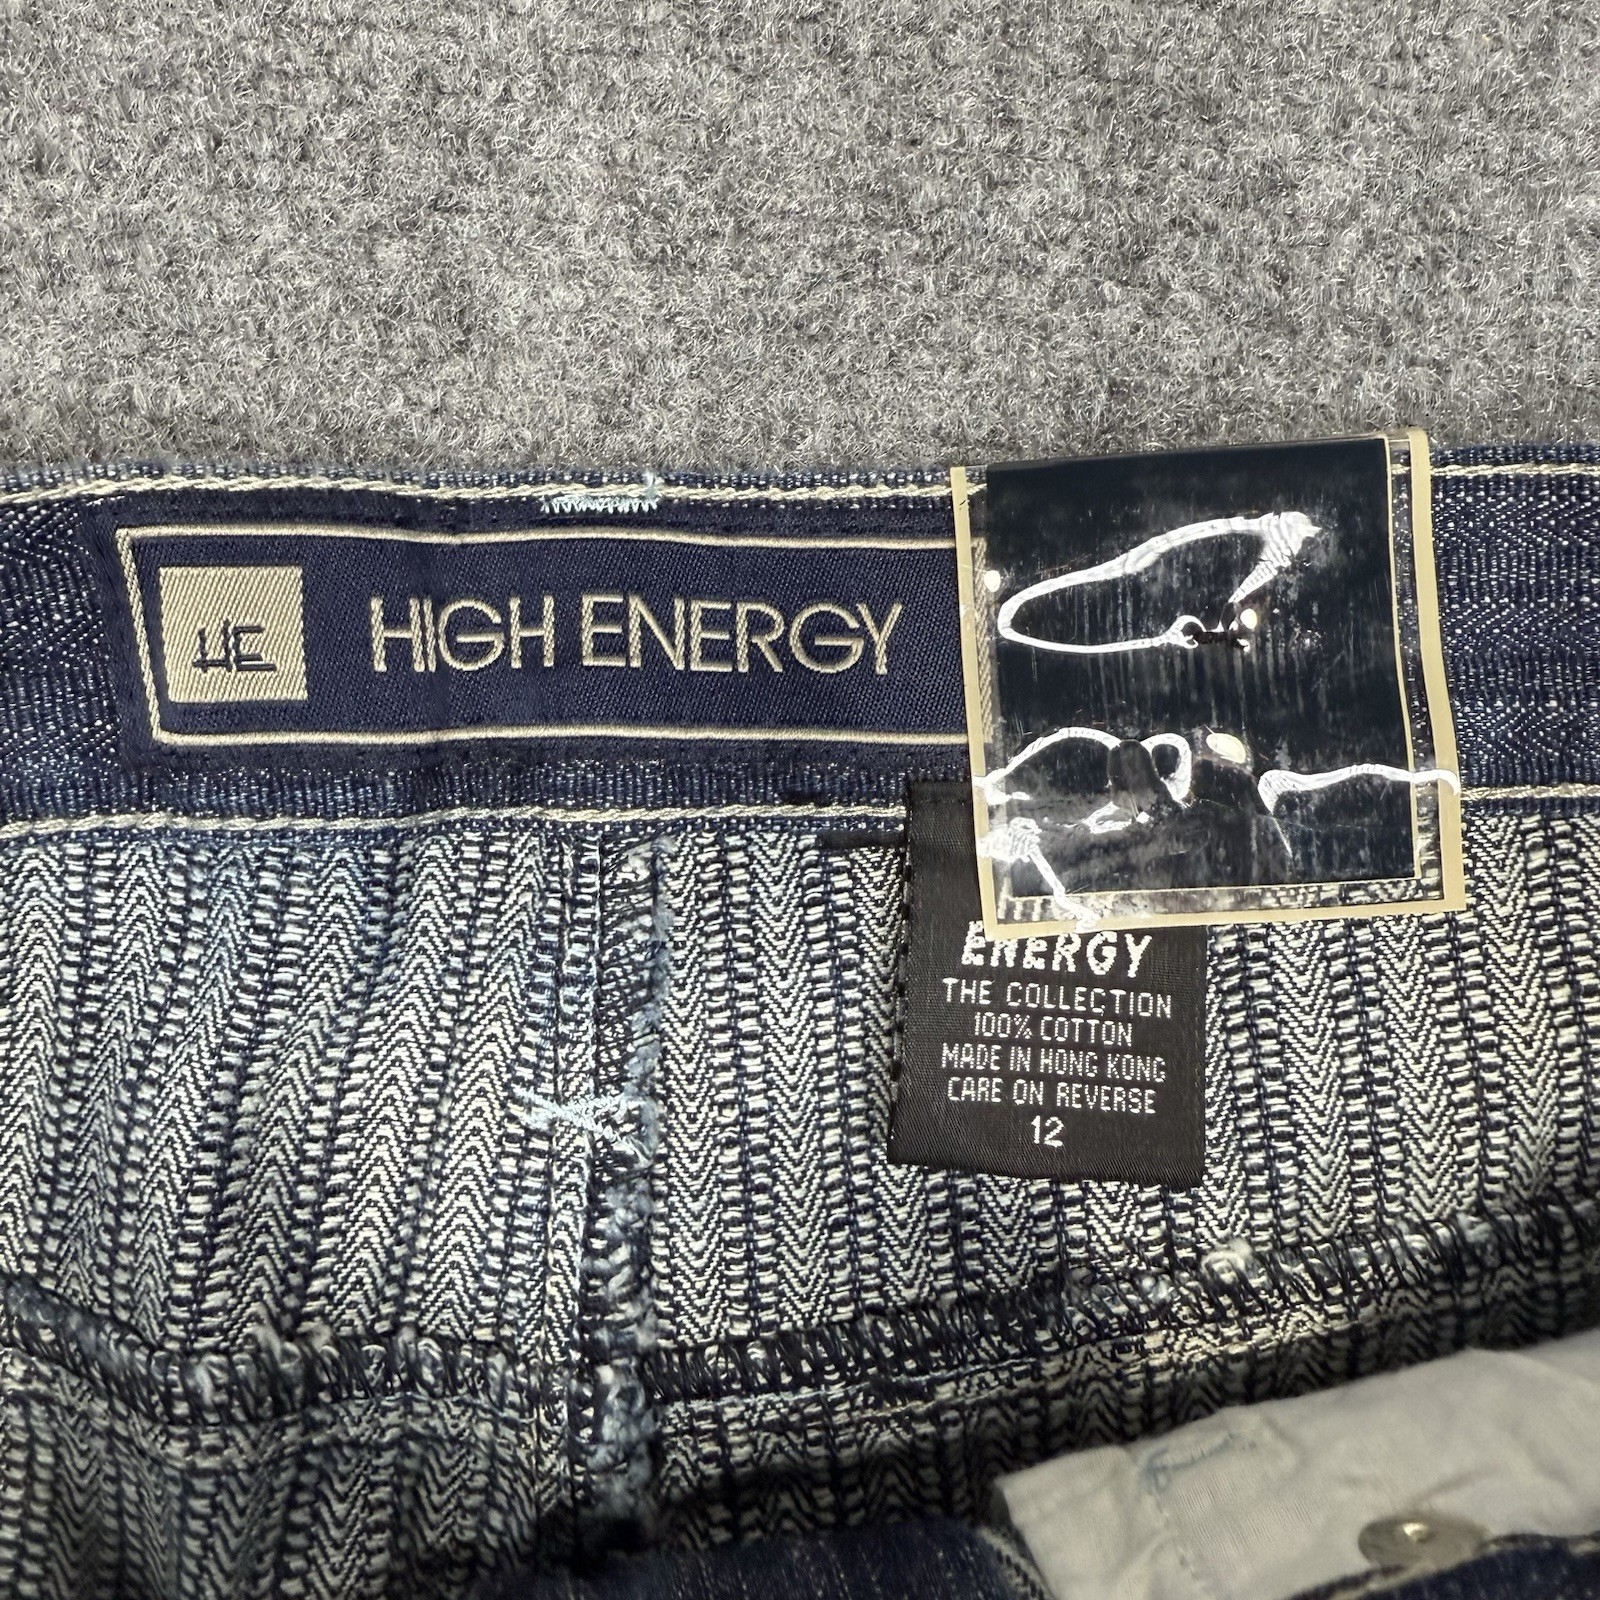 HE
HIGH ENERGY
ENERGY
THE COLLECTION
100% COTTON
MADE IN HONG KONG
CARE ON REVERSE
12